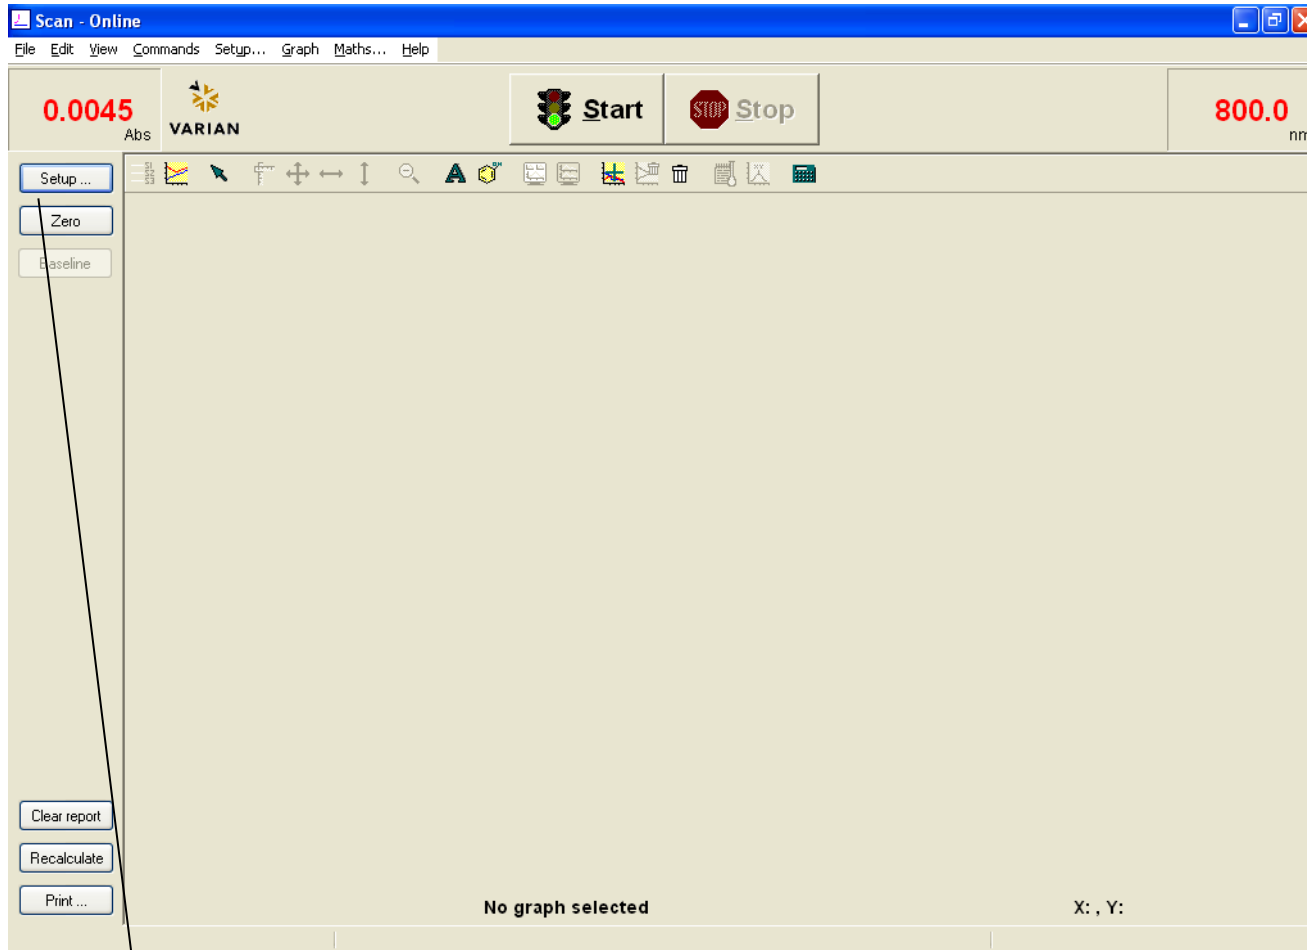 Scan - Online
File Edit View Commands Setup... Graph Maths... Help
0.0045
Abs
VARIAN
Start
STOP Stop
800.0
nm
Setup ...
Zero
Baseline
Clear report
Recalculate
Print ...
No graph selected
X: , Y: